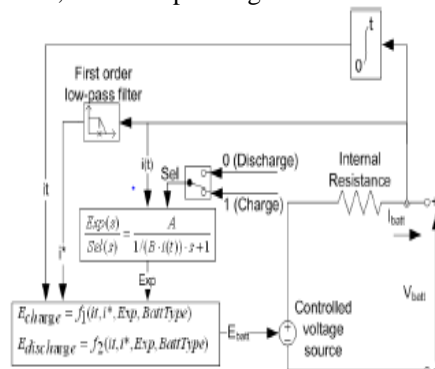 t
∫
0
First order
low-pass filter
0 (Discharge)
Sel
i(t)
1 (Charge)
Internal
Resistance
it
i*
Exp(s) / Sel(s) = A / 1/(B · i(t)) · s + 1
I_batt
Exp
V_batt
Controlled
voltage
source
E_charge = f_1(it, i*, Exp, BattType)
E_discharge = f_2(it, i*, Exp, BattType)
E_batt